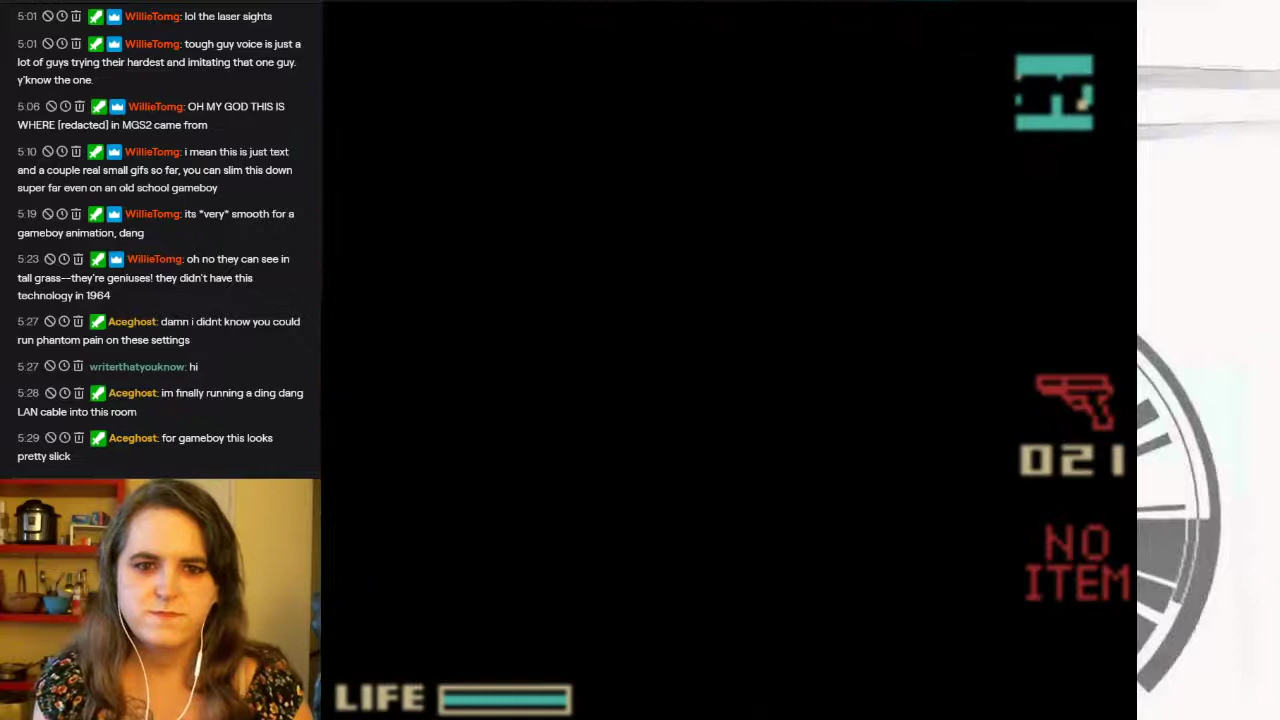 5:01 WillieTomg: lol the laser sights
5:01 WillieTomg: tough guy voice is just a
lot of guys trying their hardest and imitating that one guy.
y'know the one.
5:06 WillieTomg: OH MY GOD THIS IS
WHERE [redacted] in MGS2 came from
5:10 WillieTomg: i mean this is just text
and a couple real small gifs so far, you can slim this down
super far even on an old school gameboy
5:19 WillieTomg: its *very* smooth for a
gameboy animation, dang
5:23 WillieTomg: oh no they can see in
tall grass--they're geniuses! they didn't have this
technology in 1964
5:27 Aceghost: damn i didnt know you could
run phantom pain on these settings
5:27 writerthatyouknow: hi
5:28 Aceghost: im finally running a ding dang
LAN cable into this room
5:29 Aceghost: for gameboy this looks
pretty slick
021
NO
ITEM
LIFE